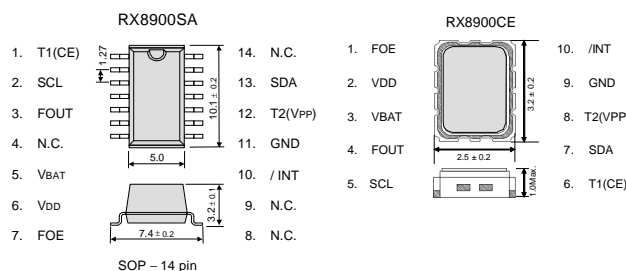 RX8900SA
1. T1(CE)
2. SCL
3. FOUT
4. N.C.
5. VBAT
6. VDD
7. FOE
1.27
10.1 ± 0.2
5.0
3.2 ± 0.1
7.4 ± 0.2
14. N.C.
13. SDA
12. T2(VPP)
11. GND
10. / INT
9. N.C.
8. N.C.
SOP – 14 pin
RX8900CE
1. FOE
2. VDD
3. VBAT
4. FOUT
5. SCL
3.2 ± 0.2
2.5 ± 0.2
1.0Max.
10. /INT
9. GND
8. T2(VPP
7. SDA
6. T1(CE)